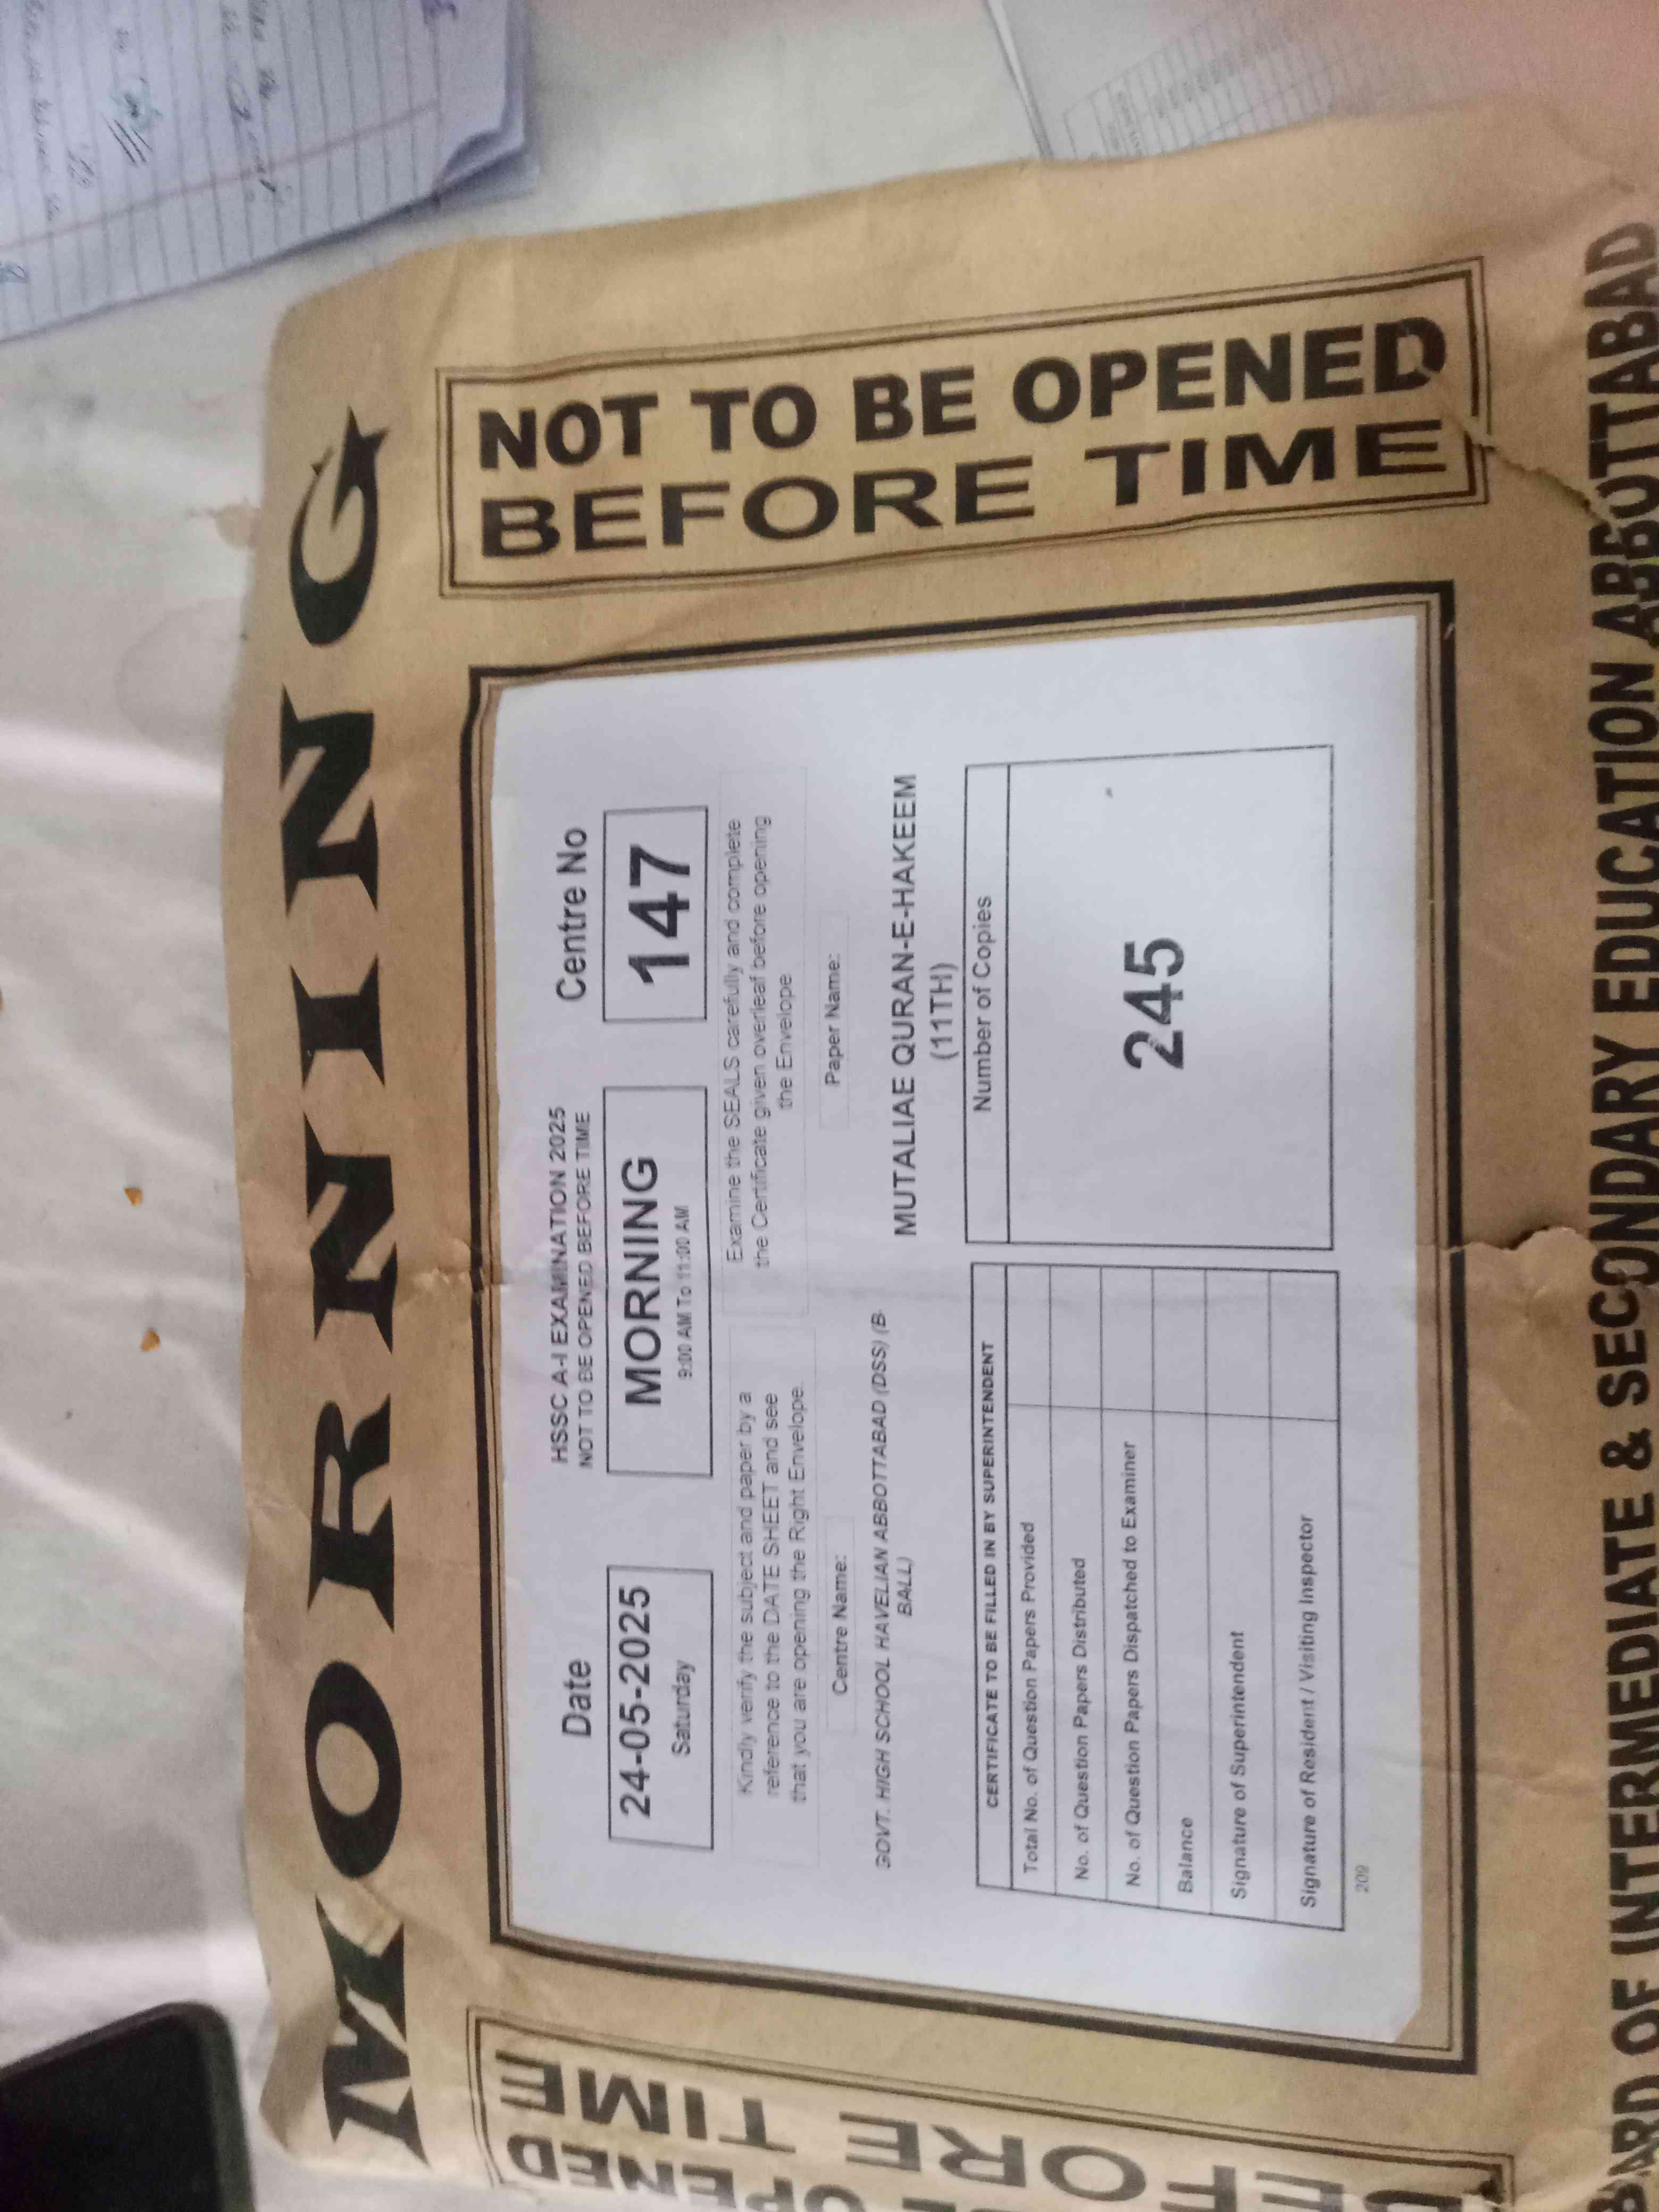 MORNING
NOT TO BE OPENED
BEFORE TIME
HSSC A-I EXAMINATION 2025
NOT TO BE OPENED BEFORE TIME
Date
24-05-2025
Saturday
MORNING
9:00 AM To 11:00 AM
Centre No
147
Kindly verify the subject and paper by a
reference to the DATE SHEET and see
that you are opening the Right Envelope.
Examine the SEALS carefully and complete
the Certificate given overleaf before opening
the Envelope
Centre Name:
GOVT. HIGH SCHOOL HAVELIAN ABBOTTABAD (DSS) (B-
BALL)
Paper Name:
MUTALIAE QURAN-E-HAKEEM
(11TH)
CERTIFICATE TO BE FILLED IN BY SUPERINTENDENT
Total No. of Question Papers Provided
No. of Question Papers Distributed
No. of Question Papers Dispatched to Examiner
Balance
Signature of Superintendent
Signature of Resident / Visiting Inspector
Number of Copies
245
209
OPENED
ORE TIME
OF INTERMEDIATE & SECONDARY EDUCATION ABBOTTABAD